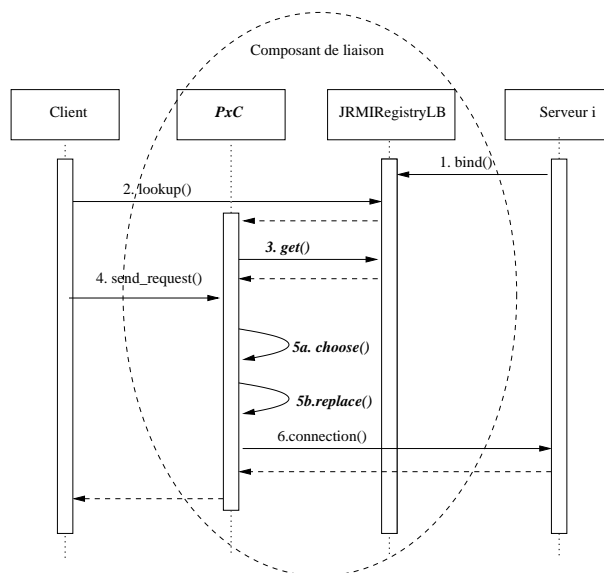 Composant de liaison
Client
PxC
JRMIRegistryLB
Serveur i
1. bind()
2. lookup()
3. get()
4. send_request()
5a. choose()
5b.replace()
6.connection()